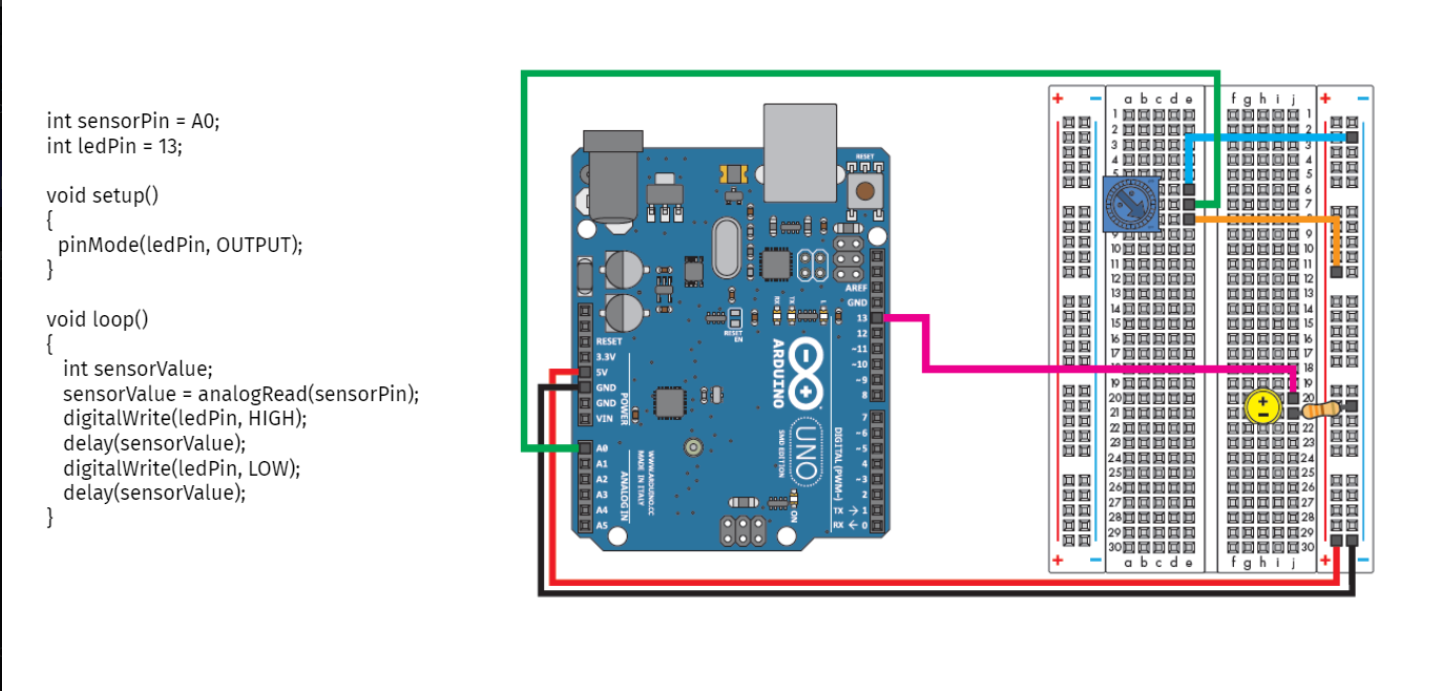 int sensorPin = A0;
int ledPin = 13;
void setup()
{
pinMode(ledPin, OUTPUT);
}
void loop()
{
int sensorValue;
sensorValue = analogRead(sensorPin);
digitalWrite(ledPin, HIGH);
delay(sensorValue);
digitalWrite(ledPin, LOW);
delay(sensorValue);
}
RESET
AREF
GND
13
12
~11
~10
~9
8
7
~6
~5
4
~3
2
TX → 1
RX ← 0
DIGITAL (PWM~)
RX
TX
L
RESET EN
ARDUINO
UNO
SMD EDITION
ON
RESET
3.3V
5V
GND
GND
VIN
POWER
A0
A1
A2
A3
A4
A5
ANALOG IN
WWW.ARDUINO.CC
MADE IN ITALY
+ − a b c d e f g h i j + −
1 1
2 2
3 3
4 4
5 5
6
7
9 9
10 10
11 11
12 12
13 13
14 14
15 15
16 16
17 17
18 18
19 19
20 20
21 21
22 22
23 23
24 24
25 25
26 26
27 27
28 28
29 29
30 30
+ − a b c d e f g h i j + −
+
−